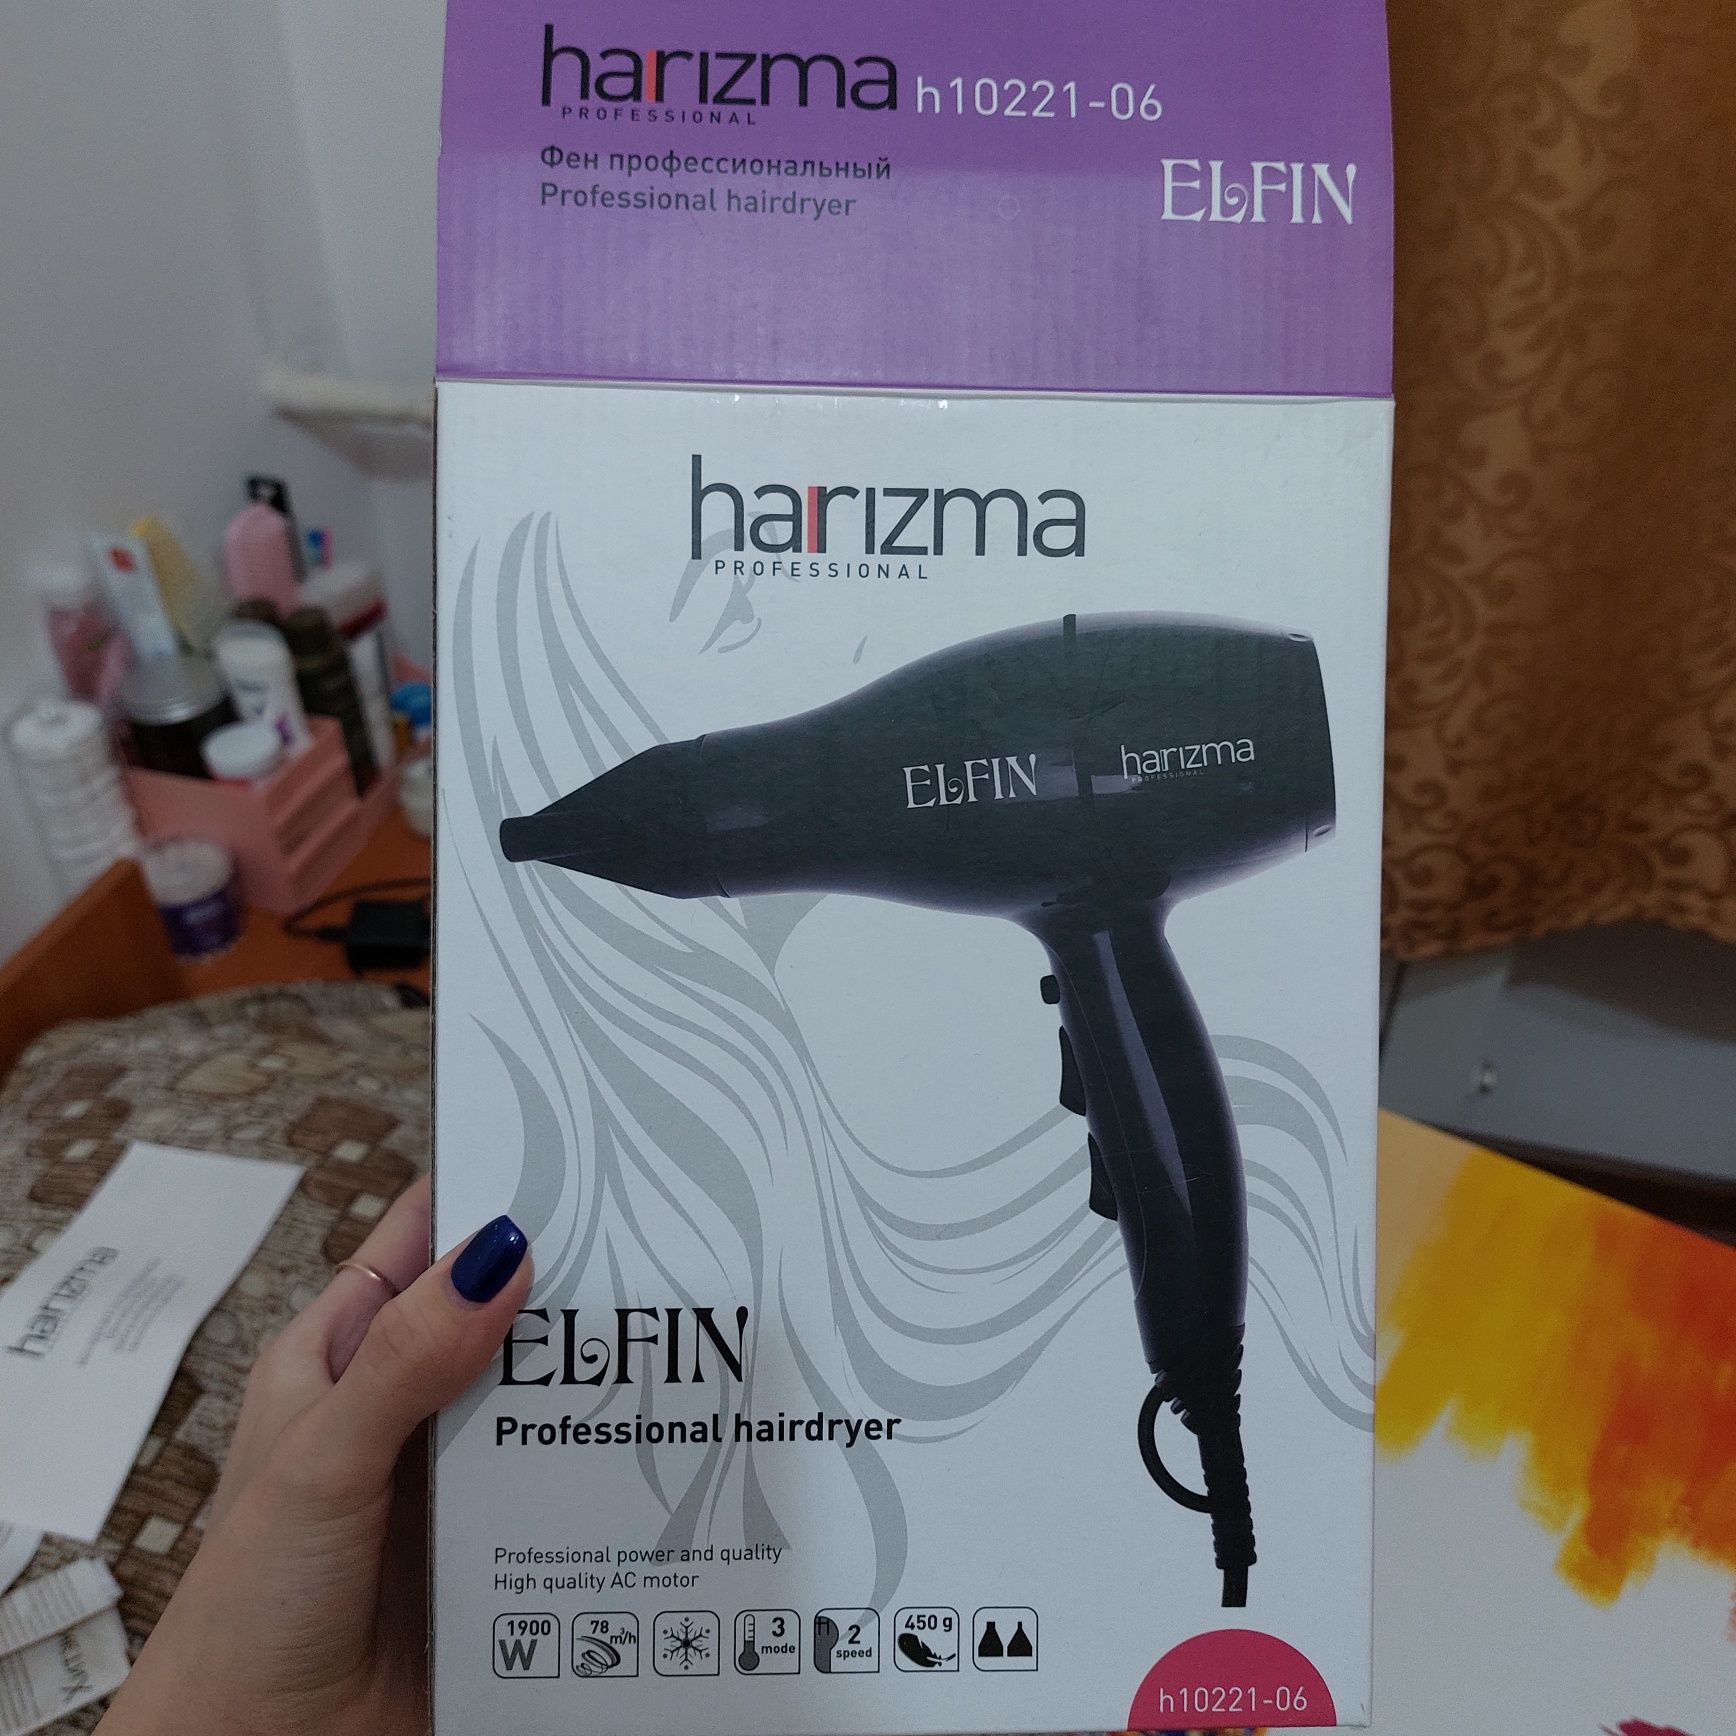 harizma h10221-06
PROFESSIONAL
Фен профессиональный
Professional hairdryer
ELFIN
harizma
PROFESSIONAL
ELFIN
harizma
PROFESSIONAL
ELFIN
Professional hairdryer
Professional power and quality
High quality AC motor
1900
W
78
m³/h
3
mode
2
speed
450 g
h10221-06
harizma